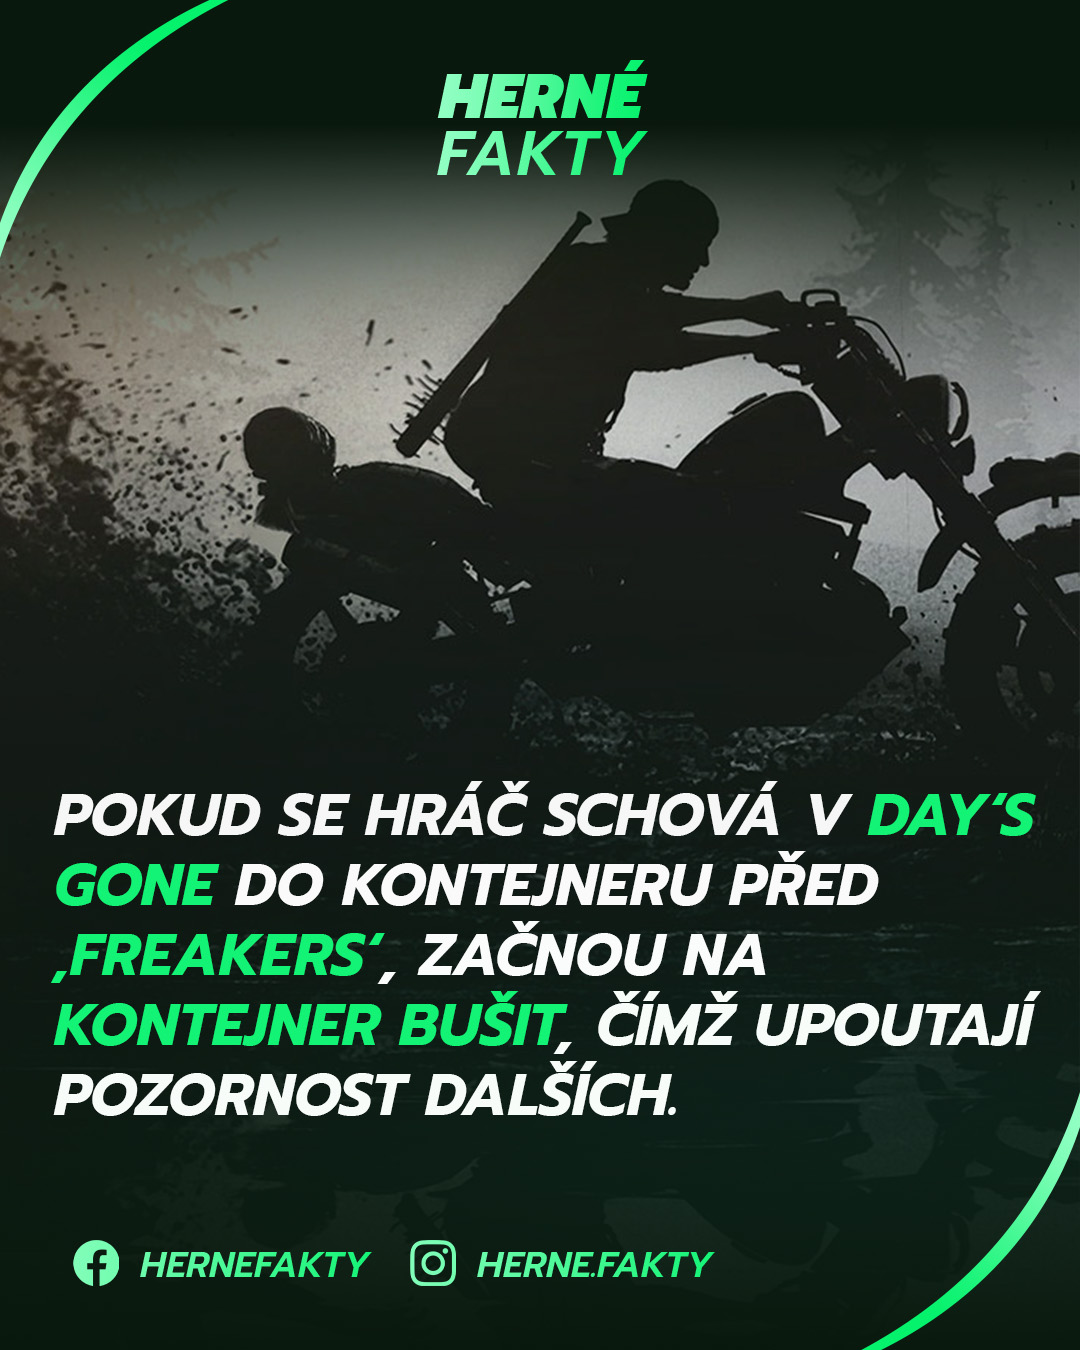 HERNÉ
FAKTY
POKUD SE HRÁČ SCHOVÁ V DAY‘S
GONE DO KONTEJNERU PŘED
‚FREAKERS‘, ZAČNOU NA
KONTEJNER BUŠIT, ČÍMŽ UPOUTAJÍ
POZORNOST DALŠÍCH.
HERNEFAKTY HERNE.FAKTY